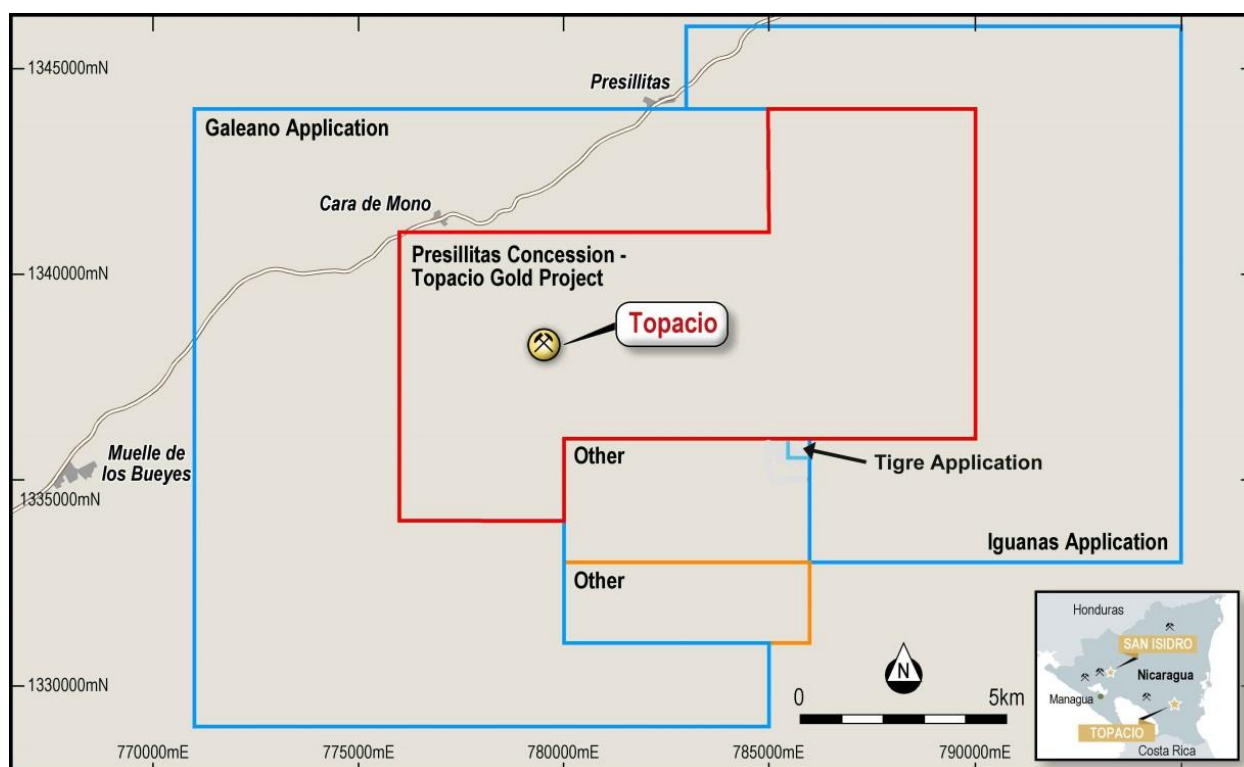 1345000mN
Presillitas
Galeano Application
Cara de Mono
Presillitas Concession -
Topacio Gold Project
1340000mN
Topacio
Muelle de
los Bueyes
Other
Tigre Application
1335000mN
Iguanas Application
Other
1330000mN
N
0 5km
770000mE 775000mE 780000mE 785000mE 790000mE
Honduras
SAN ISIDRO
Nicaragua
Managua
TOPACIO
Costa Rica